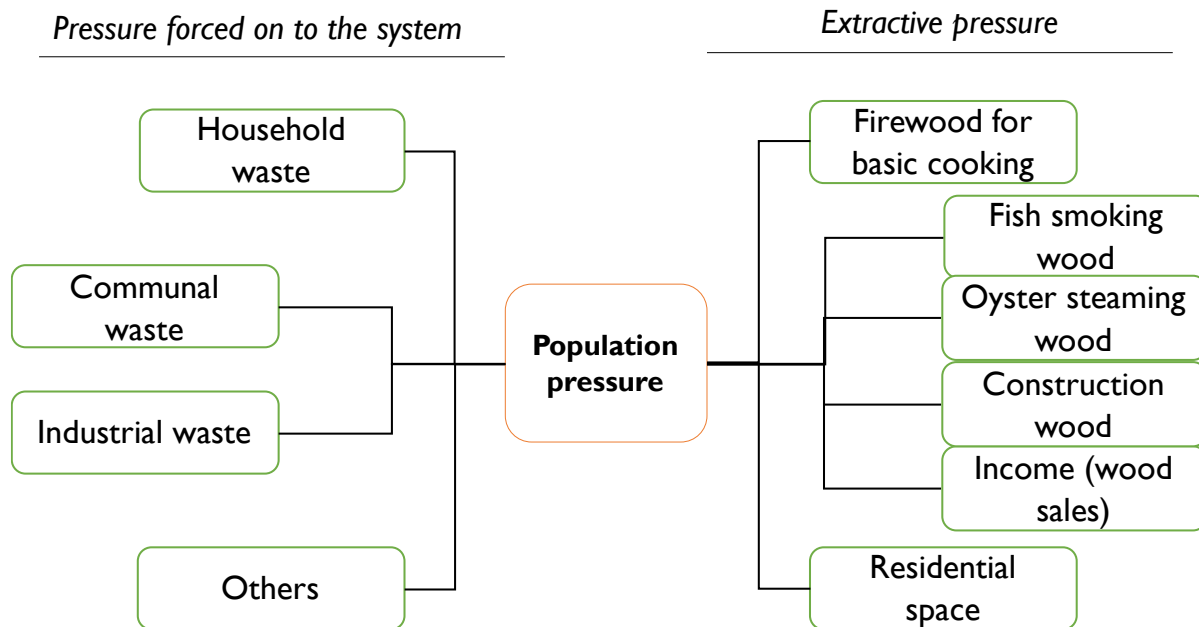 Pressure forced on to the system
Extractive pressure
Household
waste
Communal
waste
Industrial waste
Others
Population
pressure
Firewood for
basic cooking
Fish smoking
wood
Oyster steaming
wood
Construction
wood
Income (wood
sales)
Residential
space